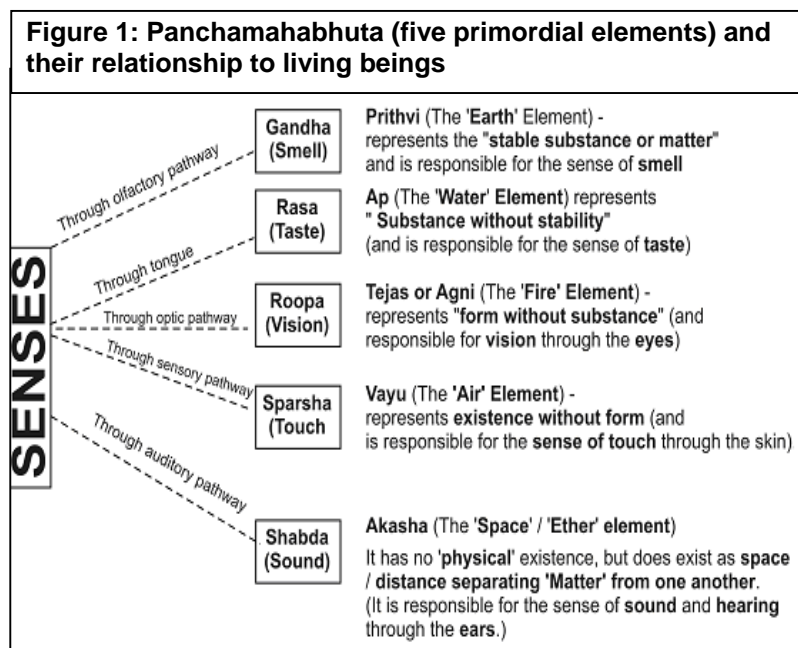 Figure 1: Panchamahabhuta (five primordial elements) and
their relationship to living beings
SENSES
Through olfactory pathway
Gandha
(Smell)
Prithvi (The 'Earth' Element) -
represents the "stable substance or matter"
and is responsible for the sense of smell
Through tongue
Rasa
(Taste)
Ap (The 'Water' Element) represents
" Substance without stability"
(and is responsible for the sense of taste)
Through optic pathway
Roopa
(Vision)
Tejas or Agni (The 'Fire' Element) -
represents "form without substance" (and
responsible for vision through the eyes)
Through sensory pathway
Sparsha
(Touch
Vayu (The 'Air' Element) -
represents existence without form (and
is responsible for the sense of touch through the skin)
Through auditory pathway
Shabda
(Sound)
Akasha (The 'Space' / 'Ether' element)
It has no 'physical' existence, but does exist as space
/ distance separating 'Matter' from one another.
(It is responsible for the sense of sound and hearing
through the ears.)